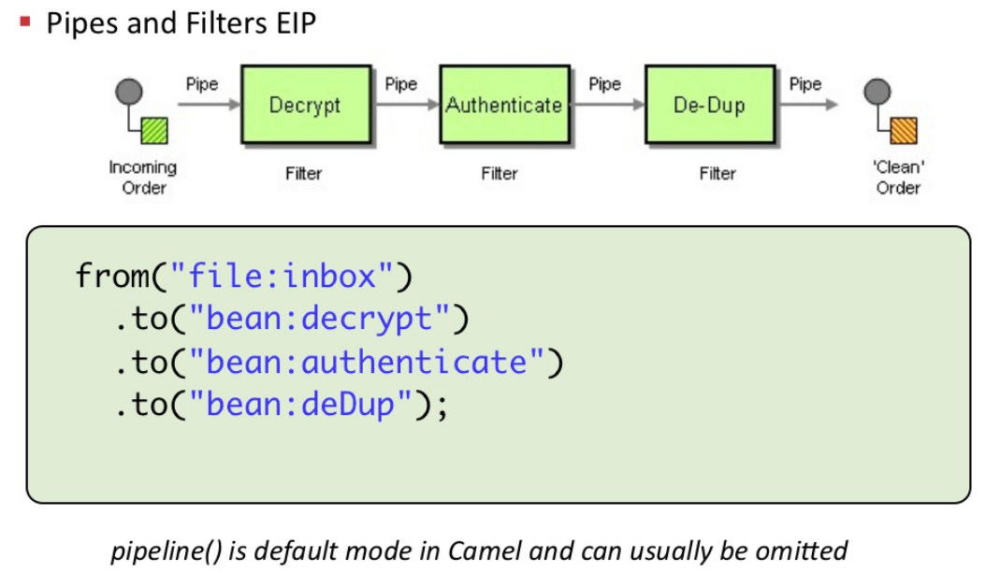 ▪ Pipes and Filters EIP
Pipe Pipe Pipe Pipe
Decrypt Authenticate De-Dup
Incoming
Order
Filter Filter Filter
'Clean'
Order
from("file:inbox")
.to("bean:decrypt")
.to("bean:authenticate")
.to("bean:deDup");
pipeline() is default mode in Camel and can usually be omitted